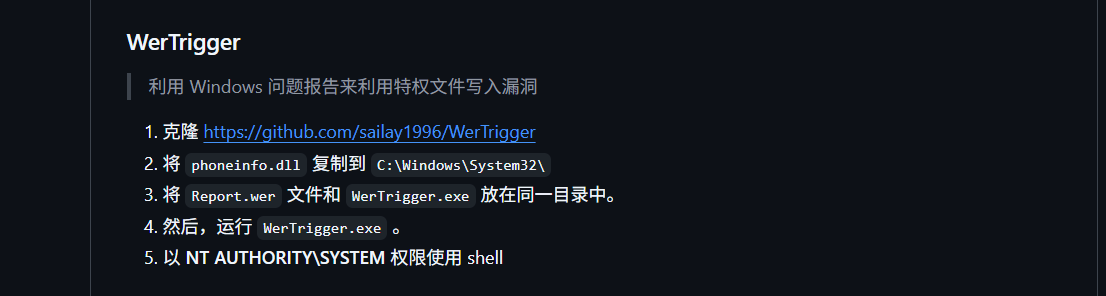 WerTrigger
利用 Windows 问题报告来利用特权文件写入漏洞
1. 克隆 https://github.com/sailay1996/WerTrigger
2. 将 phoneinfo.dll 复制到 C:\Windows\System32\
3. 将 Report.wer 文件和 WerTrigger.exe 放在同一目录中。
4. 然后，运行 WerTrigger.exe 。
5. 以 NT AUTHORITY\SYSTEM 权限使用 shell